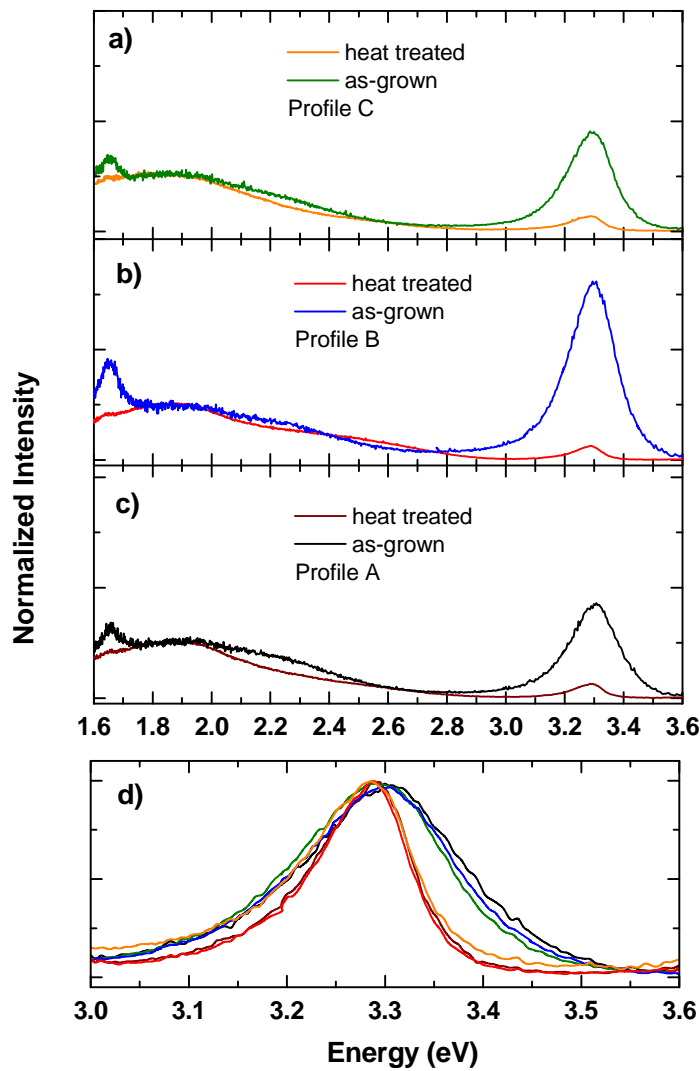 a)
heat treated
as-grown
Profile C
b)
heat treated
as-grown
Profile B
c)
heat treated
as-grown
Profile A
Normalized Intensity
1.6 1.8 2.0 2.2 2.4 2.6 2.8 3.0 3.2 3.4 3.6
d)
3.0 3.1 3.2 3.3 3.4 3.5 3.6
Energy (eV)